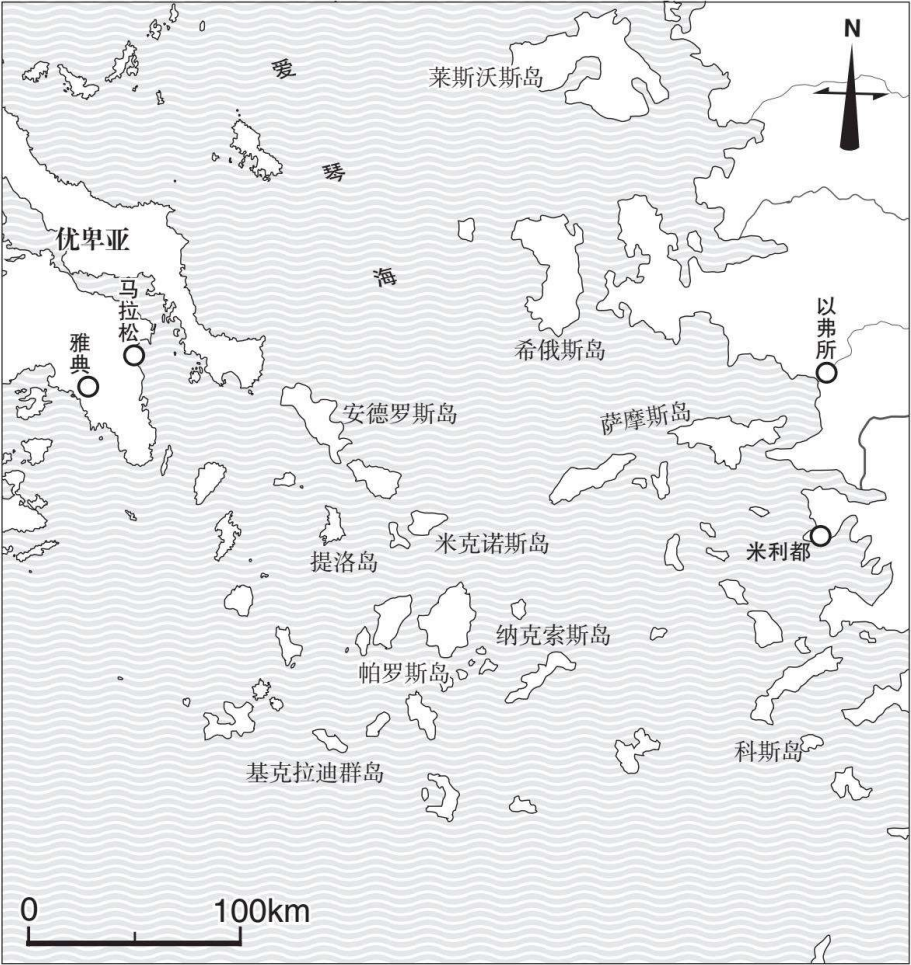 N
爱
琴
海
莱斯沃斯岛
优卑亚
马拉松
雅典
希俄斯岛
以弗所
安德罗斯岛
萨摩斯岛
米克诺斯岛
提洛岛
米利都
纳克索斯岛
帕罗斯岛
科斯岛
基克拉迪群岛
0 100km